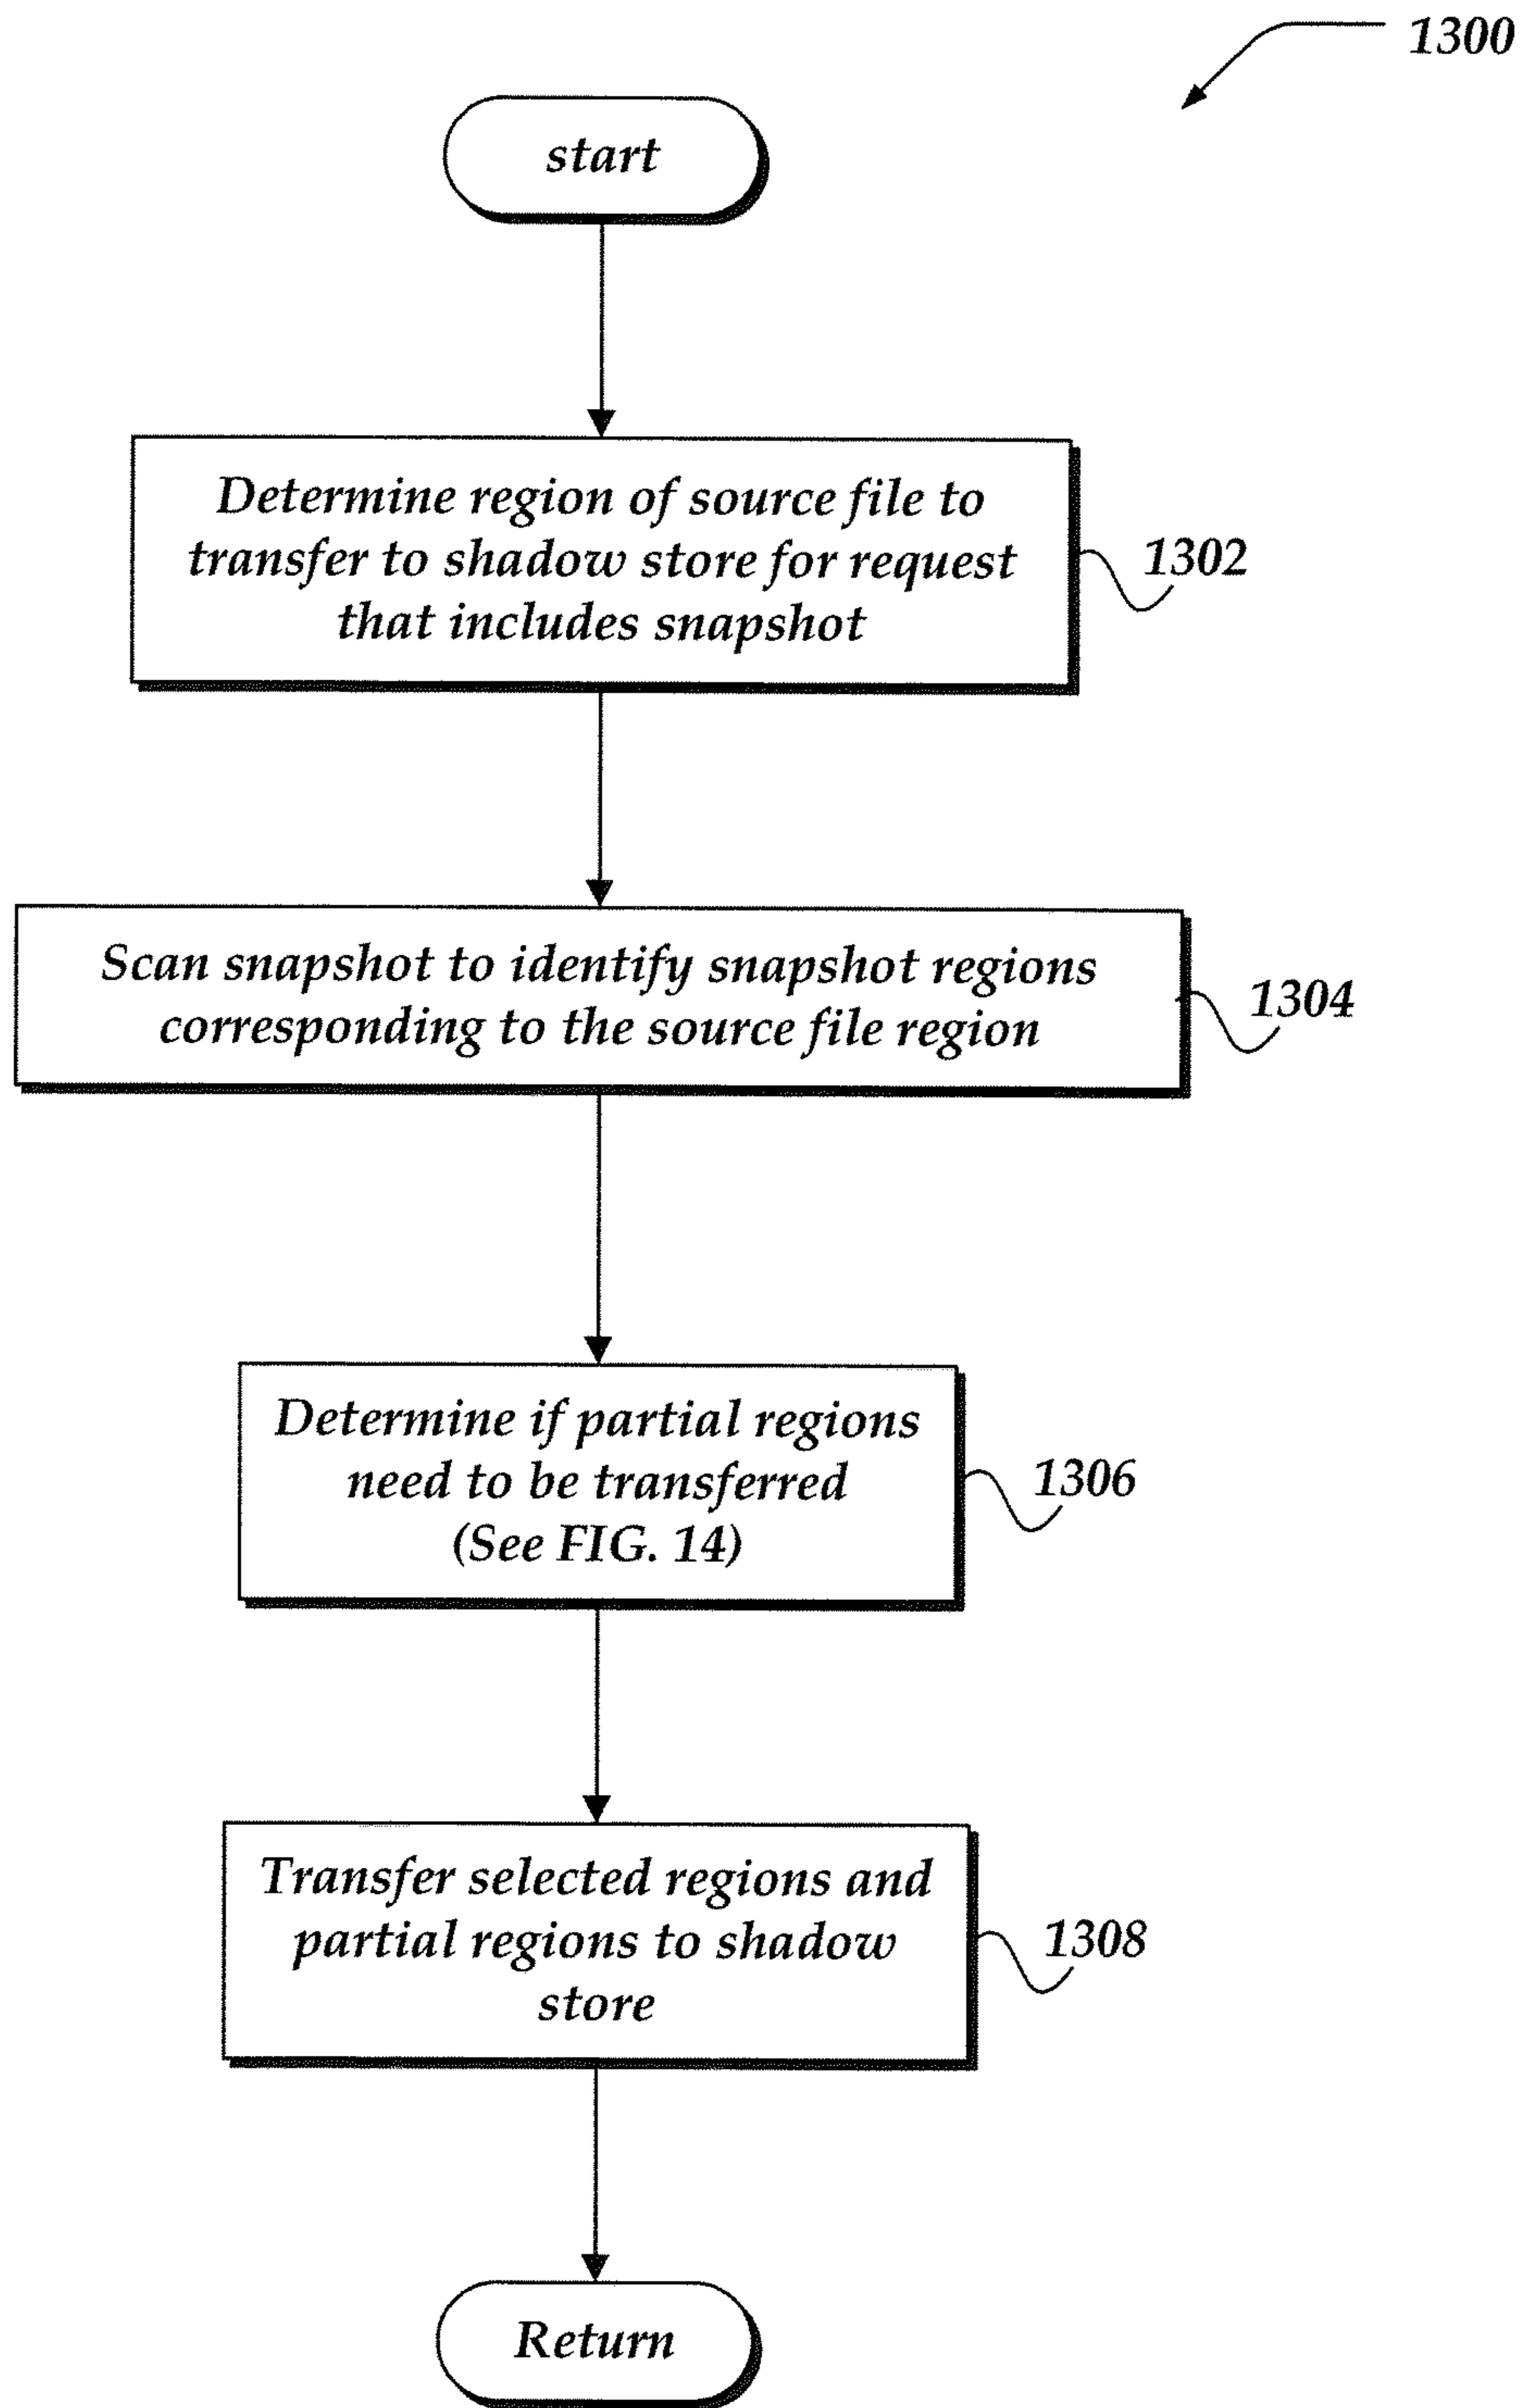 1300
start
Determine region of source file to
transfer to shadow store for request
that includes snapshot
1302
Scan snapshot to identify snapshot regions
corresponding to the source file region
1304
Determine if partial regions
need to be transferred
(See FIG. 14)
1306
Transfer selected regions and
partial regions to shadow
store
1308
Return